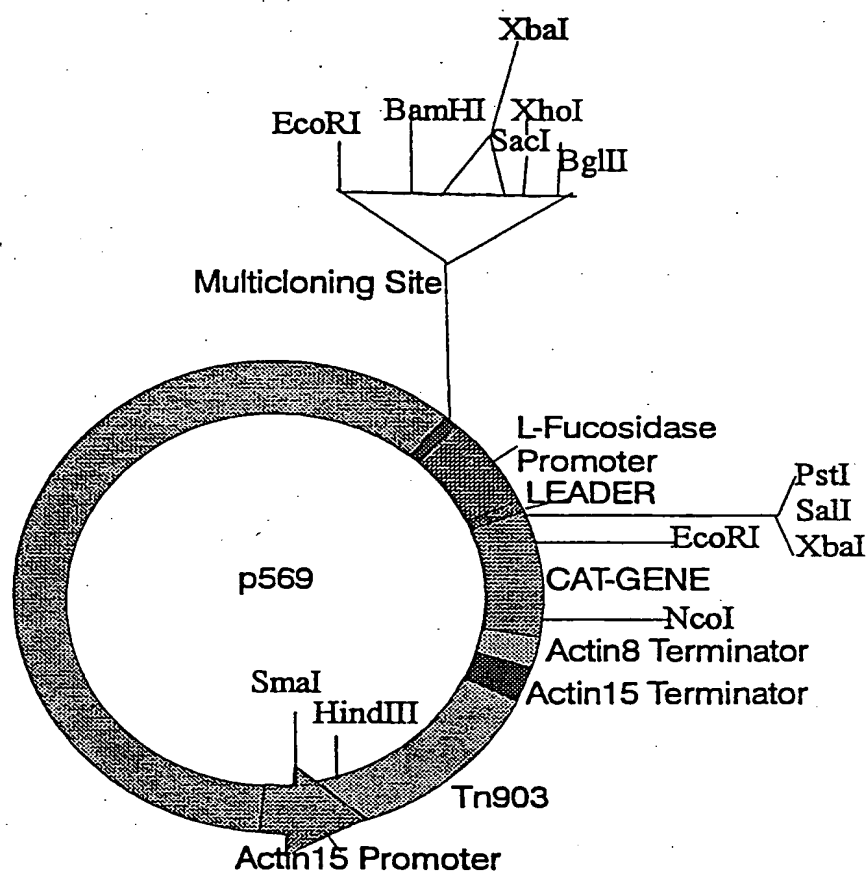 XbaI
EcoRI
BamHI
XhoI
SacI
BglII
Multicloning Site
L-Fucosidase
Promoter
LEADER
PstI
SalI
XbaI
EcoRI
p569
CAT-GENE
NcoI
Actin8 Terminator
Actin15 Terminator
SmaI
HindIII
Tn903
Actin15 Promoter